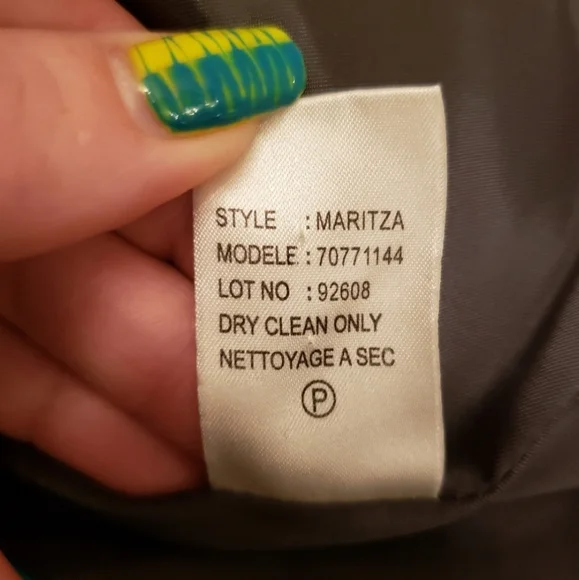 STYLE : MARITZA
MODELE : 70771144
LOT NO : 92608
DRY CLEAN ONLY
NETTOYAGE A SEC
P